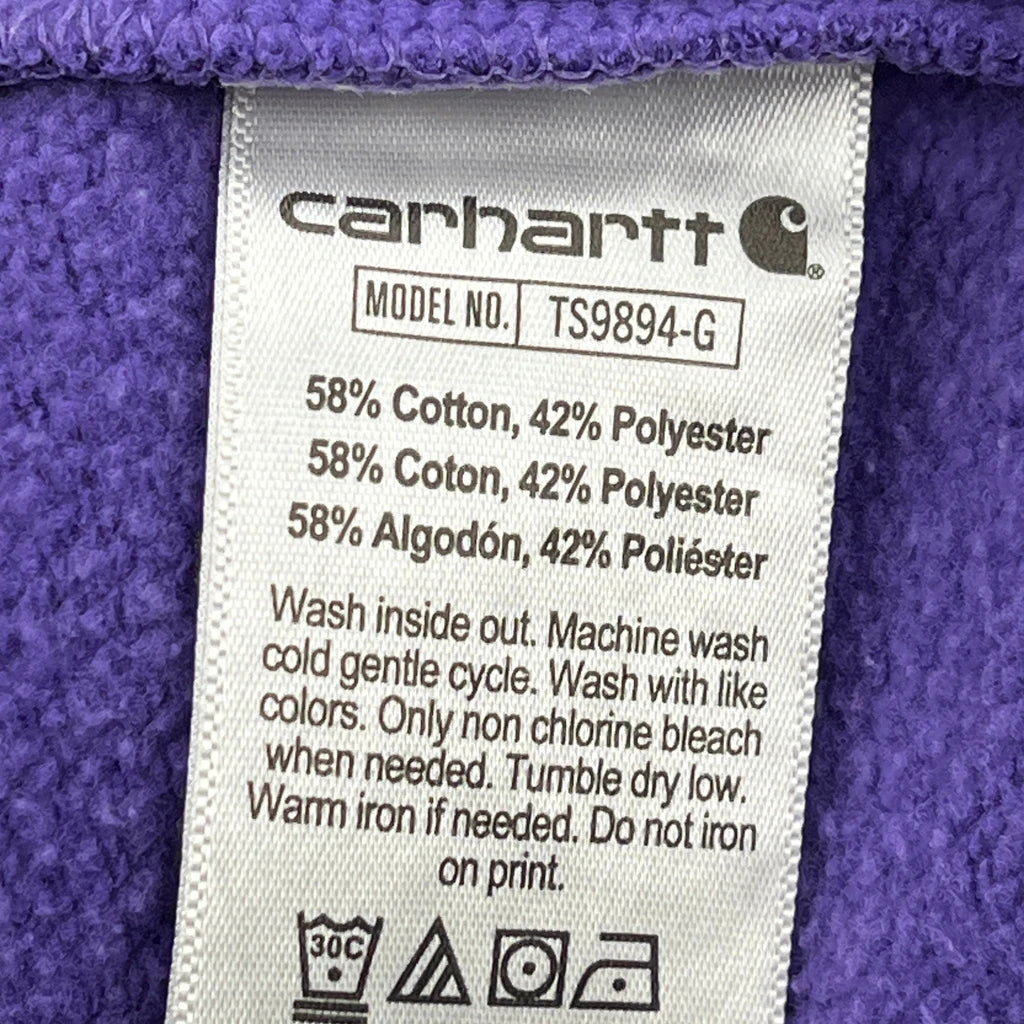 carhartt ®
MODEL NO. TS9894-G
58% Cotton, 42% Polyester
58% Coton, 42% Polyester
58% Algodón, 42% Poliéster
Wash inside out. Machine wash
cold gentle cycle. Wash with like
colors. Only non chlorine bleach
when needed. Tumble dry low.
Warm iron if needed. Do not iron
on print.
30C